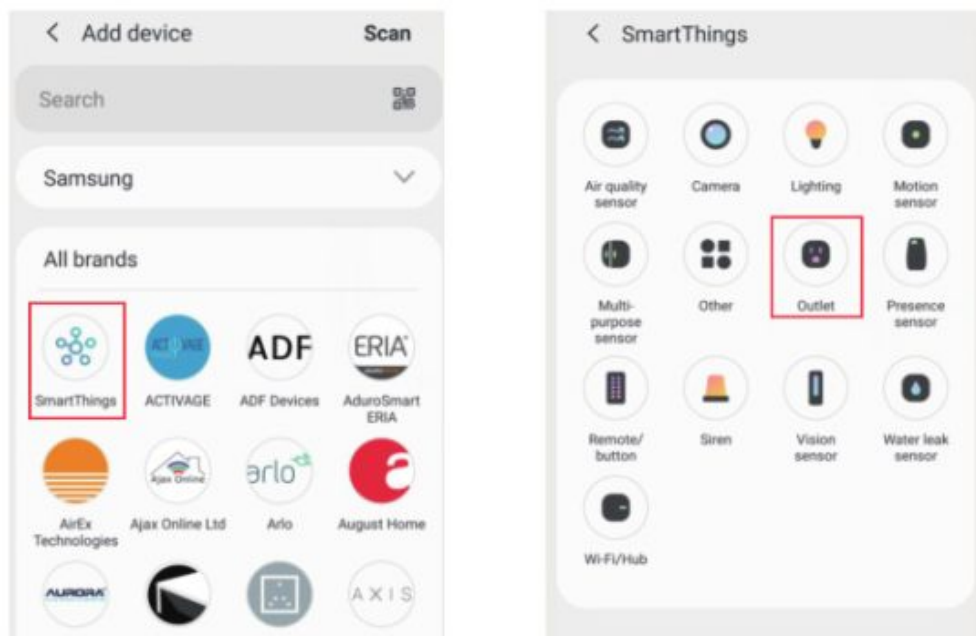 Add device
Scan
Search
Samsung
All brands
ADF
ERIA
SmartThings
ACTIVAGE
ADF Devices
AduroSmart
ERIA
Ajax Online
arlo
a
AirEx
Technologies
Ajax Online Ltd
Arlo
August Home
AURORA
AXIS
SmartThings
Air quality
sensor
Camera
Lighting
Motion
sensor
Multi-
purpose
sensor
Other
Outlet
Presence
sensor
Remote/
button
Siren
Vision
sensor
Water leak
sensor
Wi-Fi/Hub